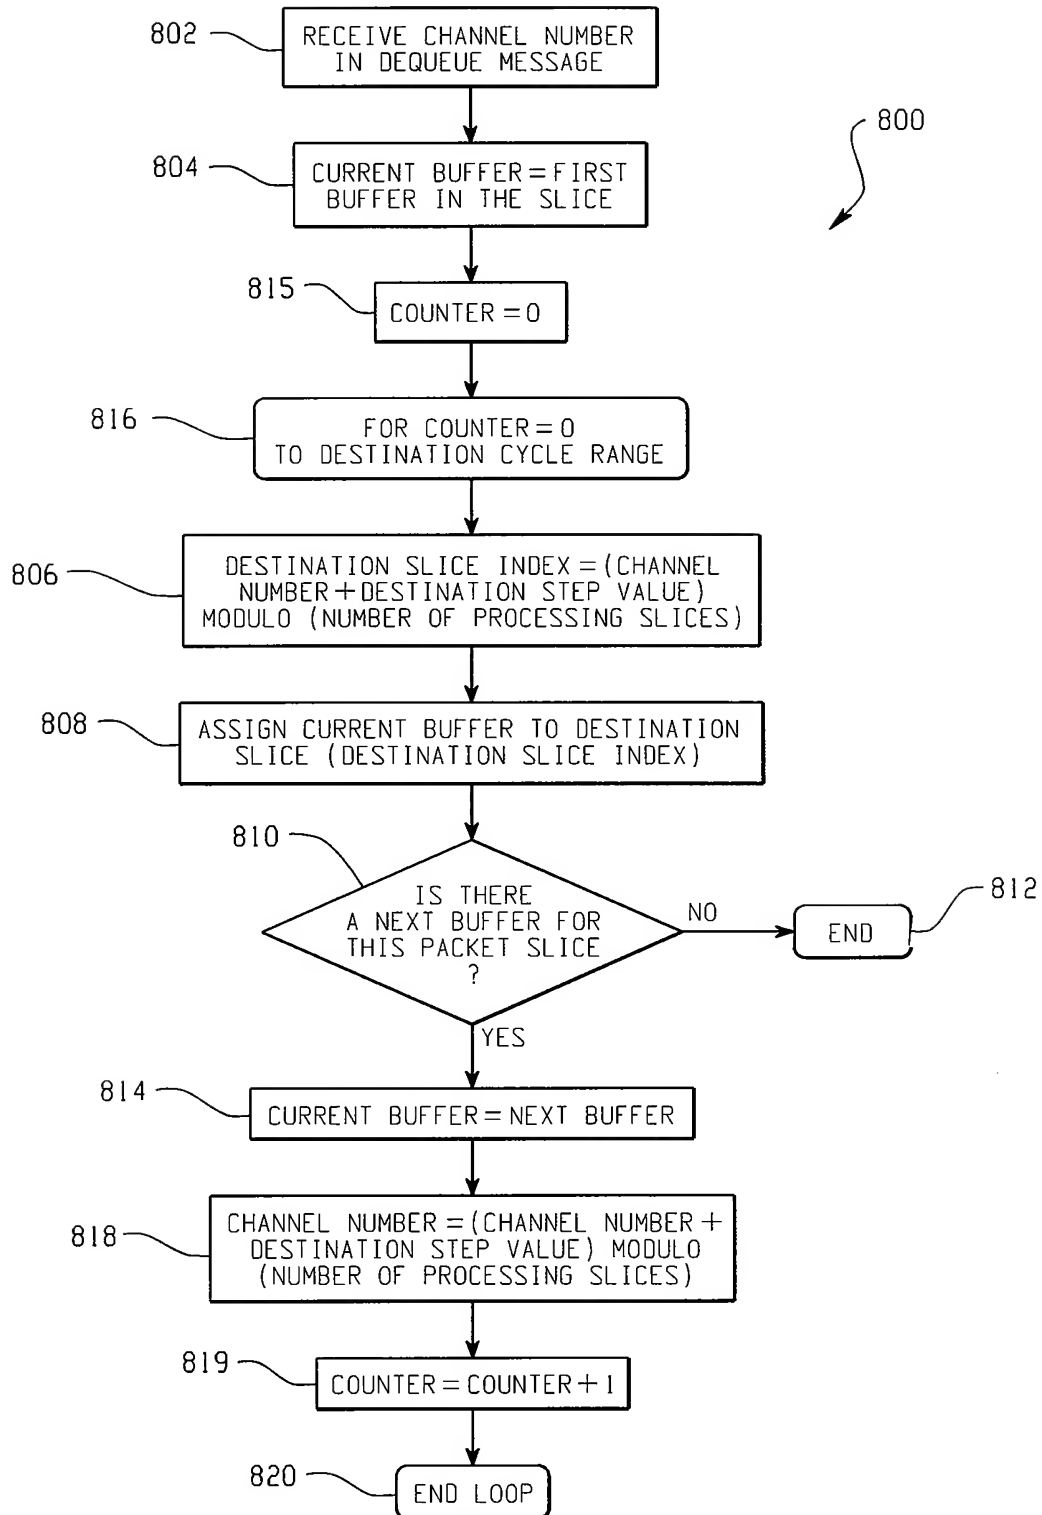 802
RECEIVE CHANNEL NUMBER
IN DEQUEUE MESSAGE
800
804
CURRENT BUFFER=FIRST
BUFFER IN THE SLICE
815
COUNTER=0
816
FOR COUNTER=0
TO DESTINATION CYCLE RANGE
806
DESTINATION SLICE INDEX=(CHANNEL
NUMBER+DESTINATION STEP VALUE)
MODULO (NUMBER OF PROCESSING SLICES)
808
ASSIGN CURRENT BUFFER TO DESTINATION
SLICE (DESTINATION SLICE INDEX)
810
IS THERE
A NEXT BUFFER FOR
THIS PACKET SLICE
?
NO
END
812
YES
814
CURRENT BUFFER=NEXT BUFFER
818
CHANNEL NUMBER=(CHANNEL NUMBER+
DESTINATION STEP VALUE) MODULO
(NUMBER OF PROCESSING SLICES)
819
COUNTER=COUNTER+1
820
END LOOP